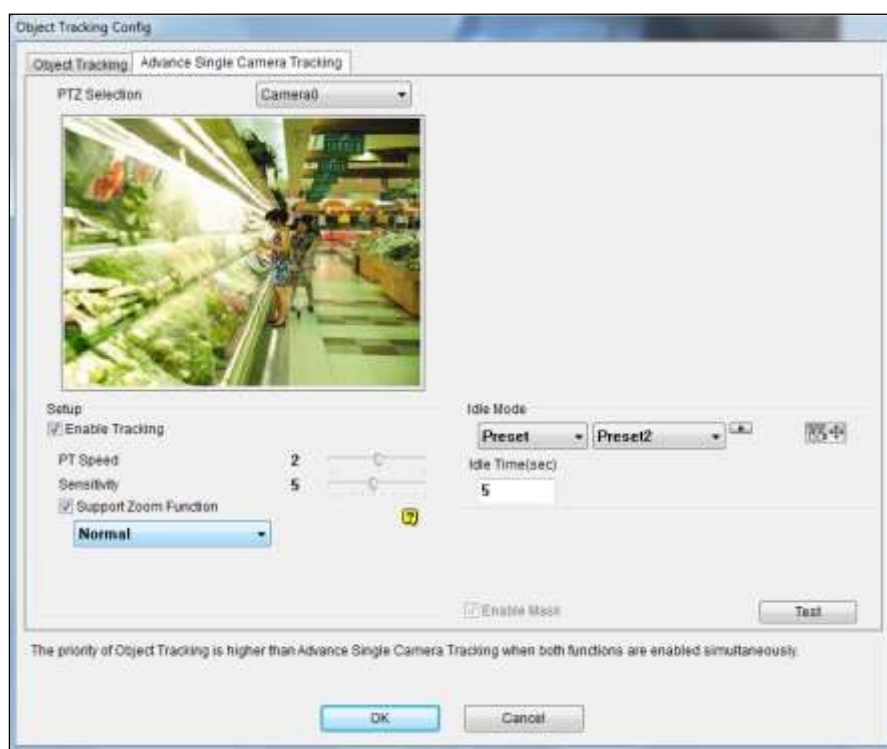 Object Tracking Config
Object Tracking
Advance Single Camera Tracking
PTZ Selection
Camera0
Setup
Enable Tracking
PT Speed
2
Sensitivity
5
Support Zoom Function
Normal
Idle Mode
Preset
Preset2
Idle Time(sec)
5
Enable Mask
Test
The priority of Object Tracking is higher than Advance Single Camera Tracking when both functions are enabled simultaneously.
OK
Cancel